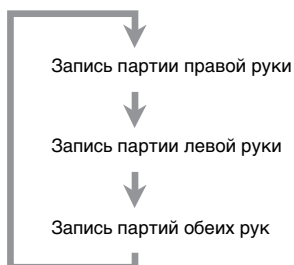 Запись партии правой руки
Запись партии левой руки
Запись партий обеих рук